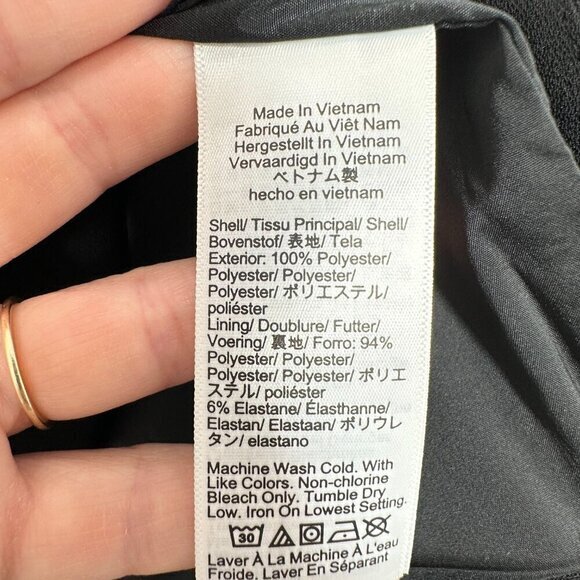 Made In Vietnam
Fabriqué Au Viêt Nam
Hergestellt In Vietnam
Vervaardigd In Vietnam
ベトナム製
hecho en vietnam
Shell/ Tissu Principal/ Shell/
Bovenstof/ 表地/ Tela
Exterior: 100% Polyester/
Polyester/ Polyester/
Polyester/ ポリエステル/
poliéster
Lining/ Doublure/ Futter/
Voering/ 裏地/ Forro: 94%
Polyester/ Polyester/
Polyester/ Polyester/ ポリエ
ステル/ poliéster
6% Elastane/ Élasthanne/
Elastan/ Elastaan/ ポリウレ
タン/ elastano
Machine Wash Cold. With
Like Colors. Non-chlorine
Bleach Only. Tumble Dry
Low. Iron On Lowest Setting.
30
Laver À La Machine À L'eau
Froide. Laver En Séparant